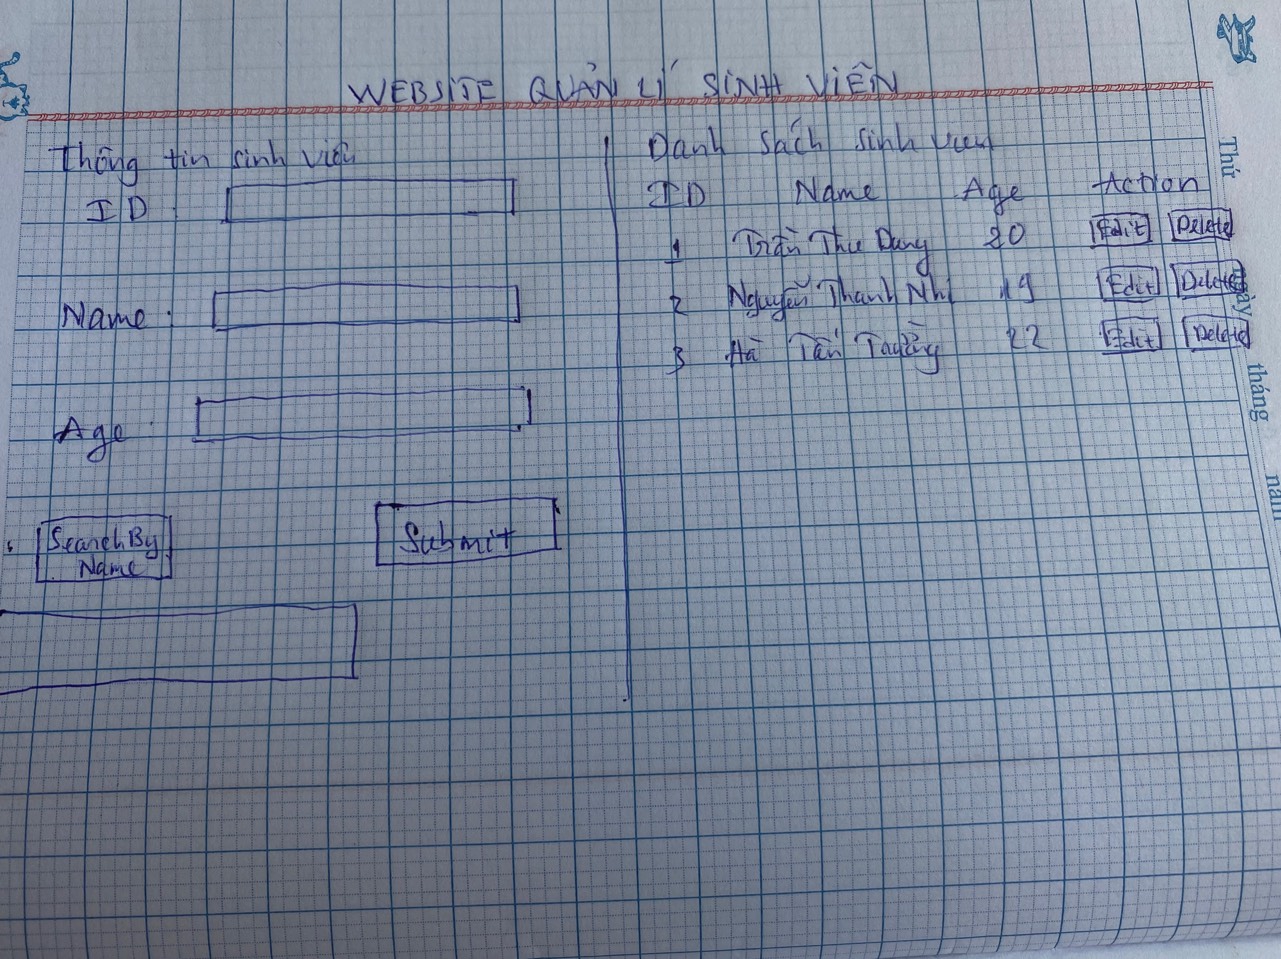 WEBSITE QUẢN LÍ SINH VIÊN
Thông tin sinh viên
ID :
Name :
Age :
Search By
Name
Submit
Danh sách sinh viên
ID Name Age Action
1 Trần Thu Dung 20 Edit Delete
2 Nguyễn Thanh Nhi 19 Edit Delete
3 Hà Tấn 22 Edit Delete
Thứ
ngày
tháng
năm